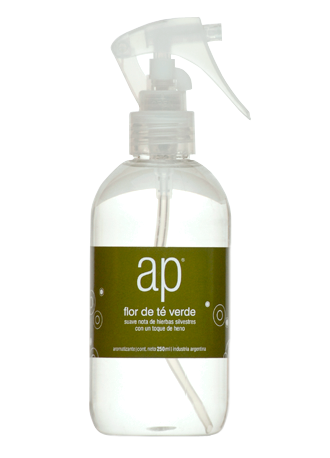 ap®
flor de té verde
suave nota de hierbas silvestres
con un toque de heno
aromatizante|cont. neto 250ml | industria argentina